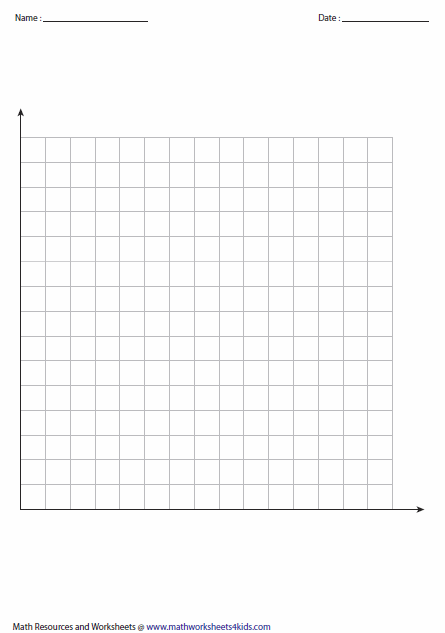 Name :
Date :
Math Resources and Worksheets @ www.mathworksheets4kids.com